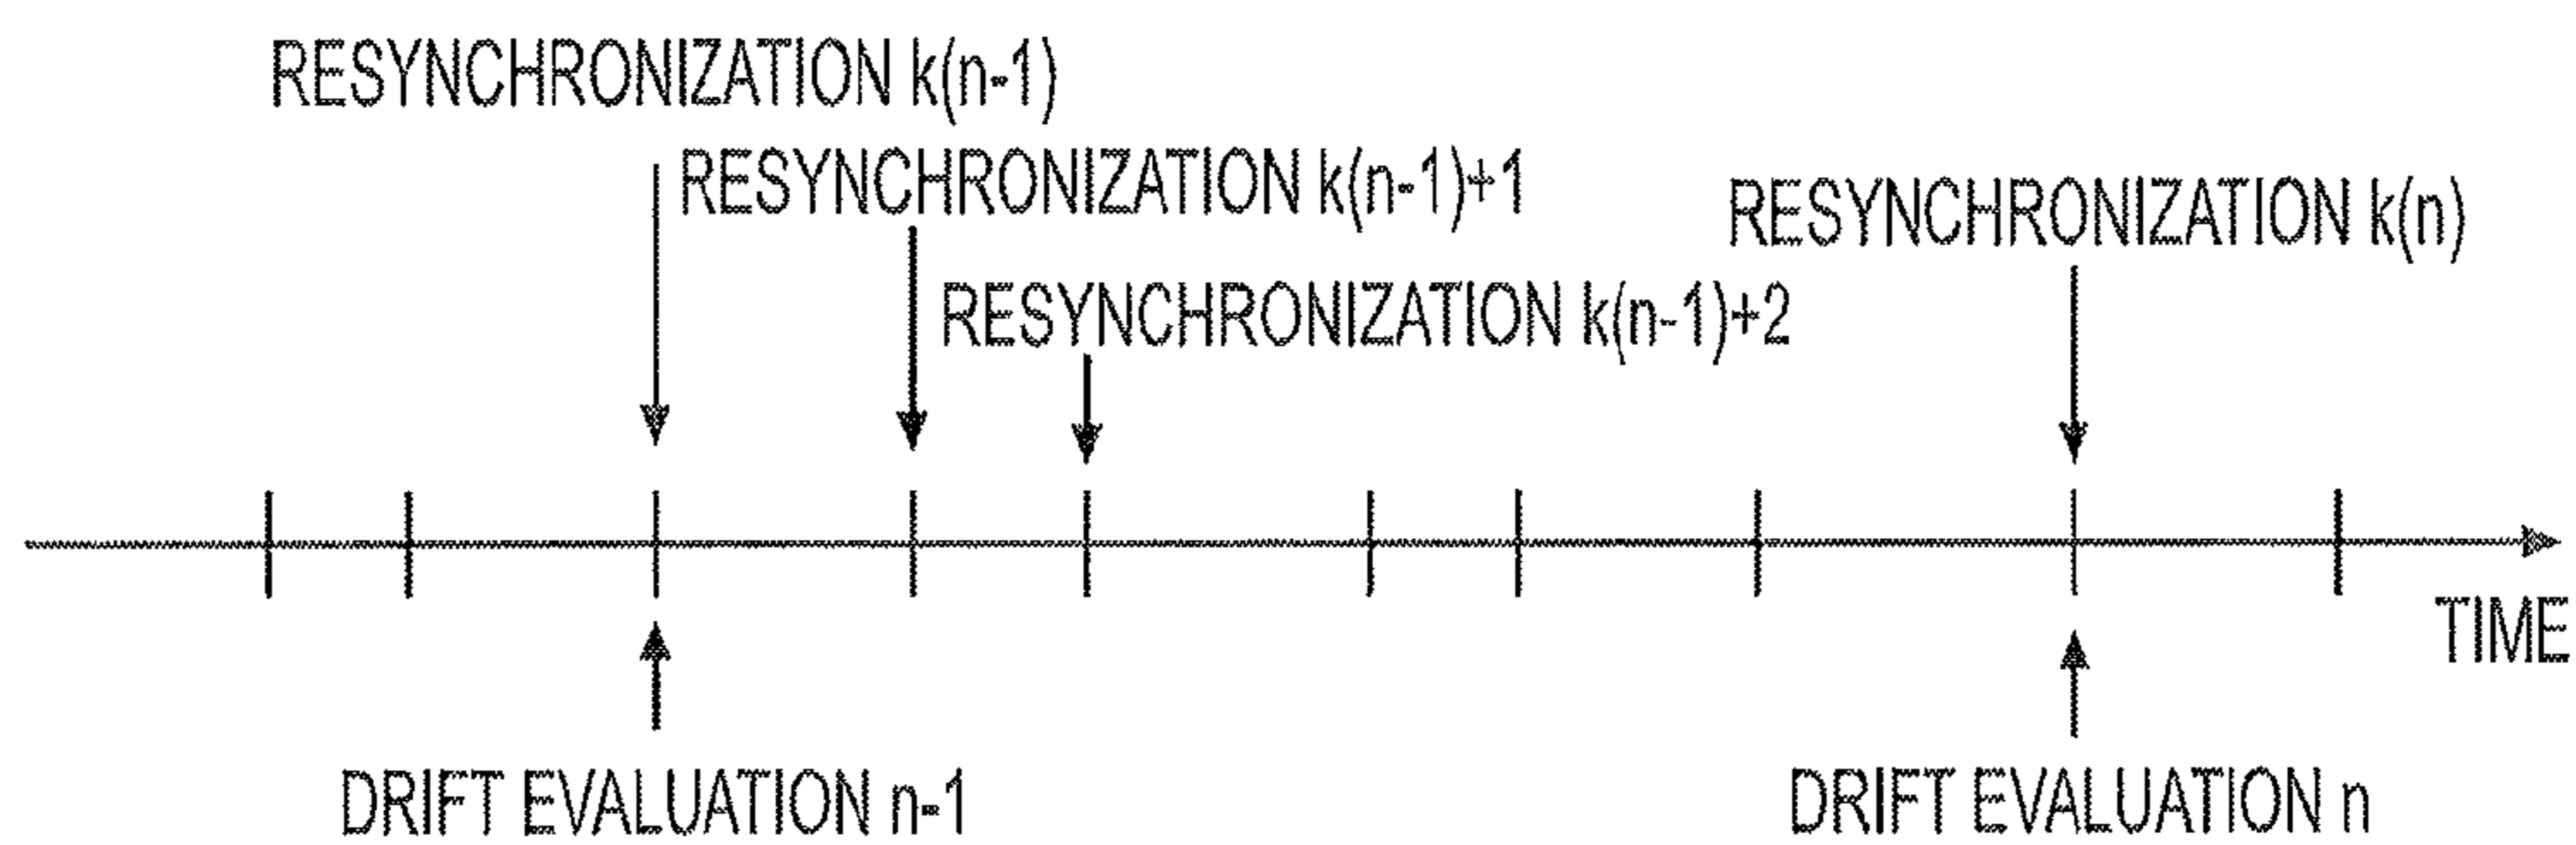 RESYNCHRONIZATION k(n-1)
RESYNCHRONIZATION k(n-1)+1
RESYNCHRONIZATION k(n)
RESYNCHRONIZATION k(n-1)+2
TIME
DRIFT EVALUATION n-1
DRIFT EVALUATION n